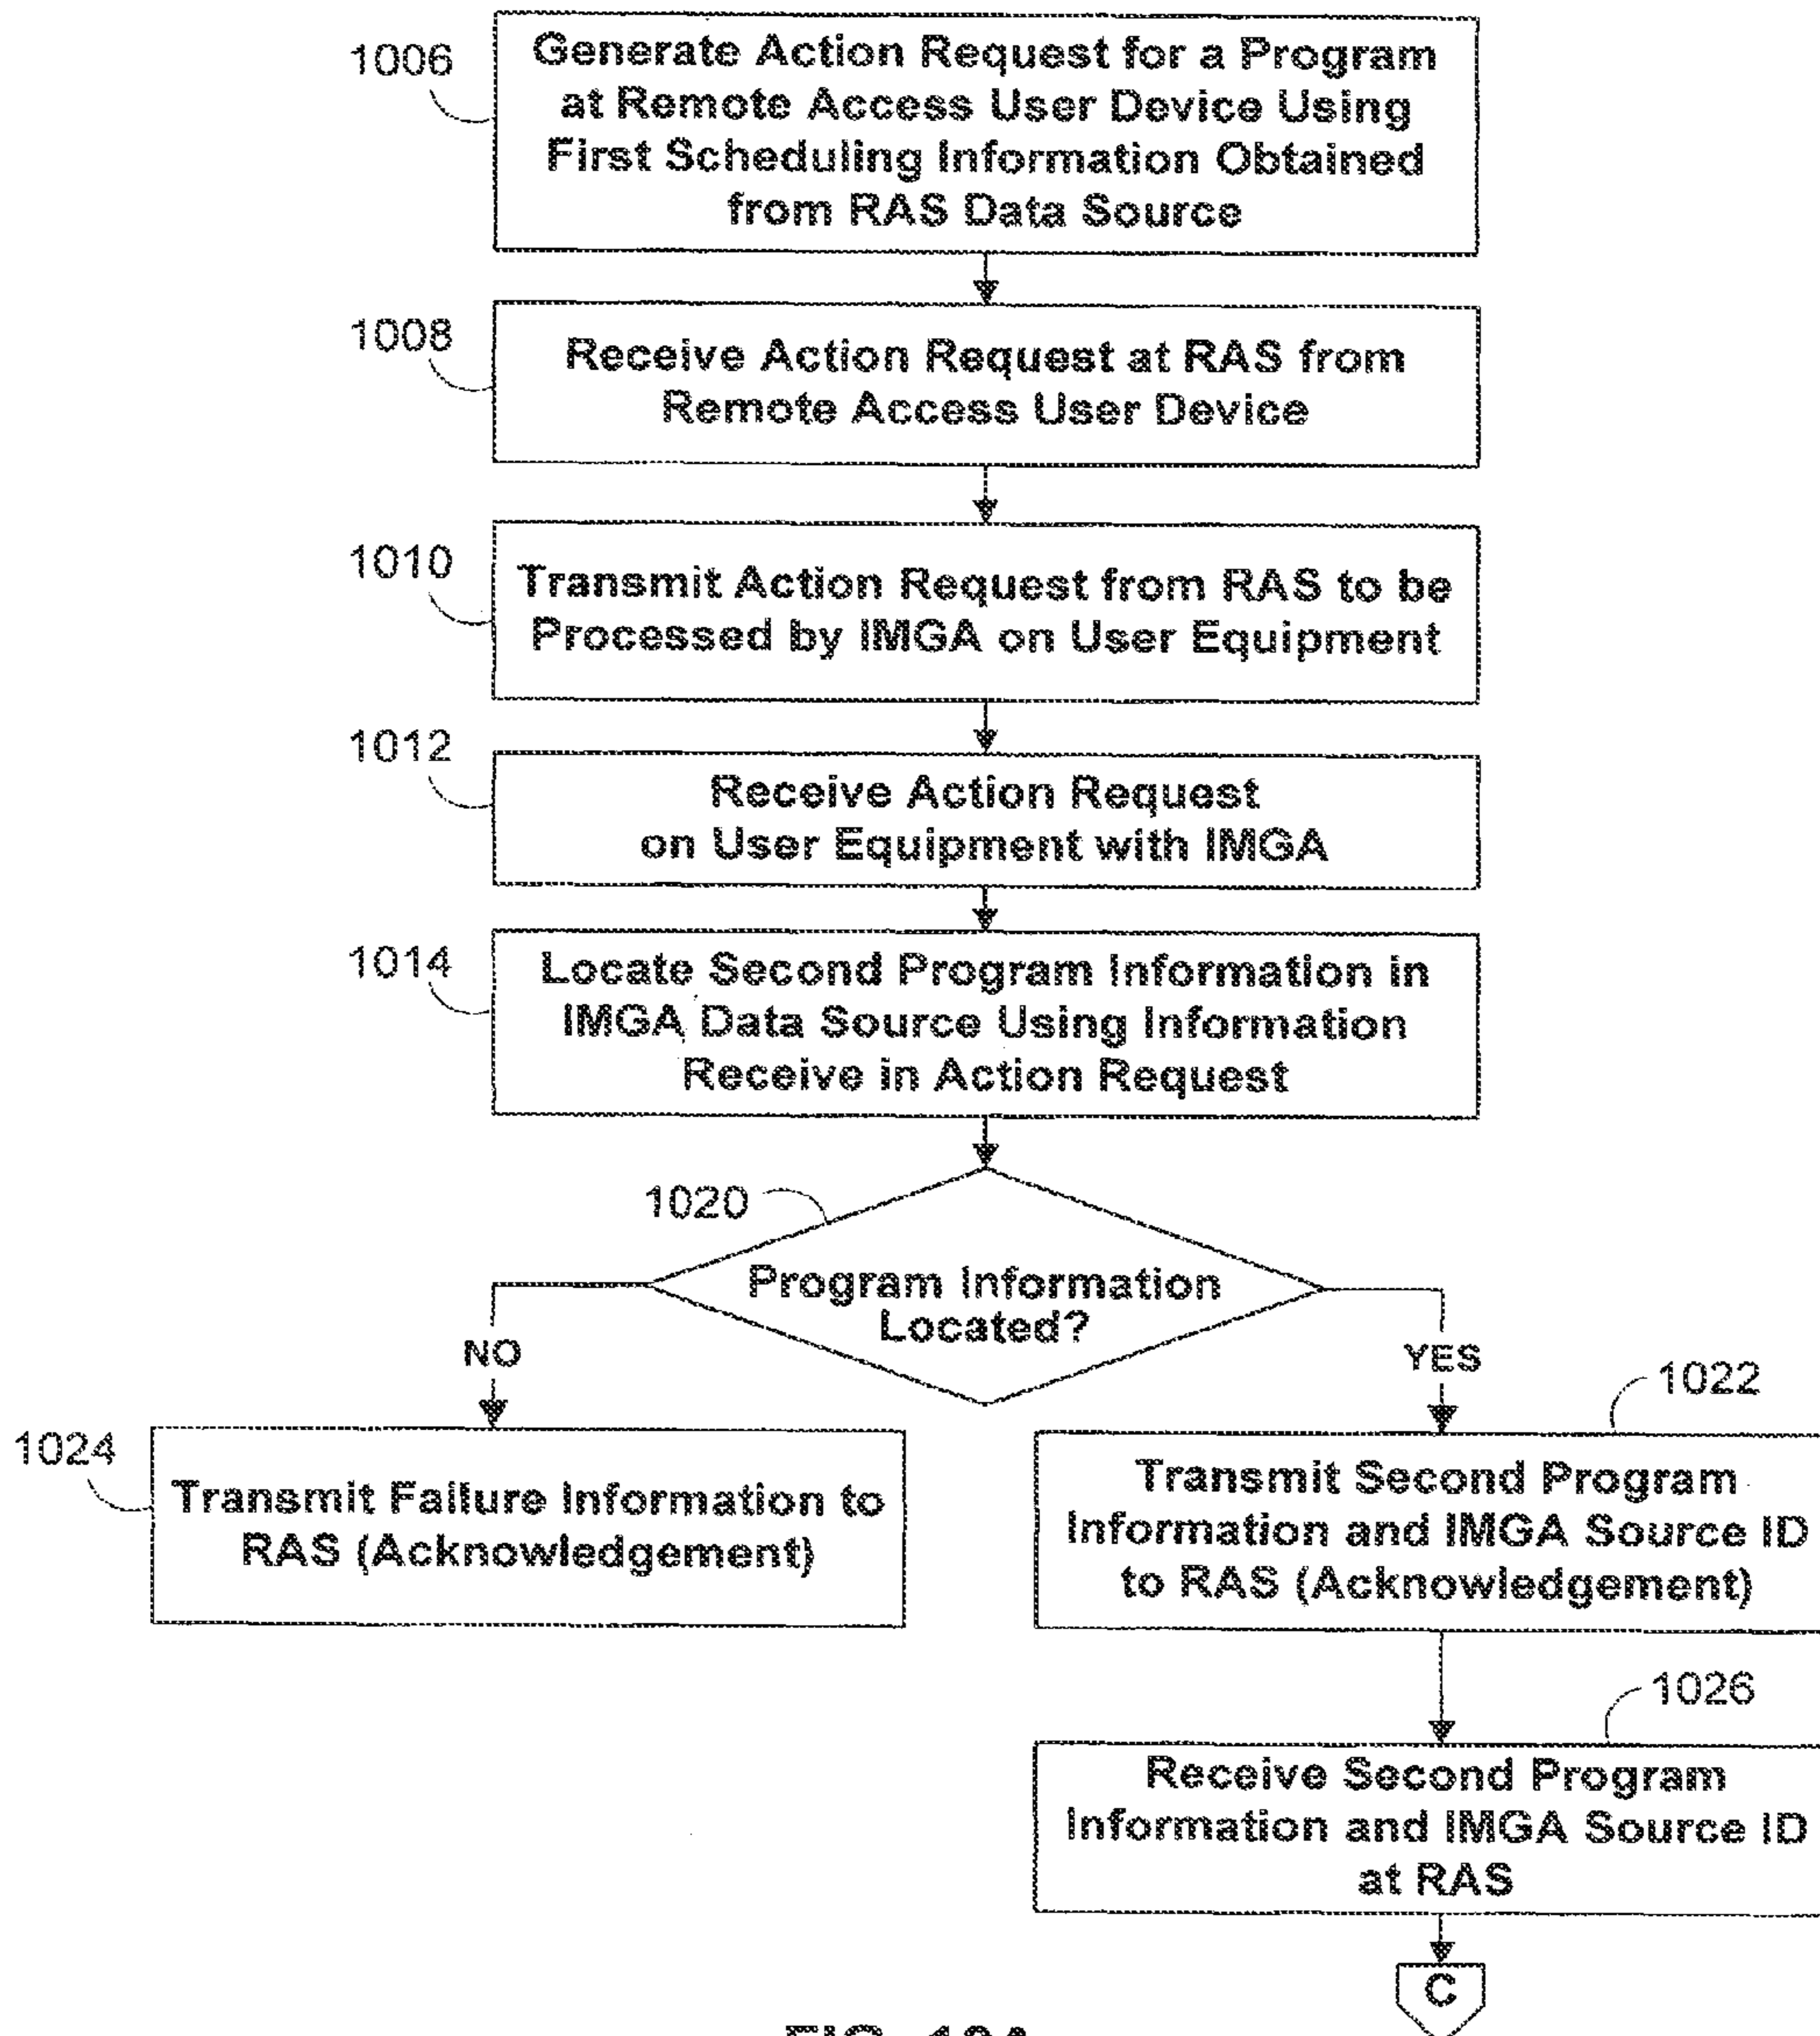 1006
Generate Action Request for a Program
at Remote Access User Device Using
First Scheduling Information Obtained
from RAS Data Source
1008
Receive Action Request at RAS from
Remote Access User Device
1010
Transmit Action Request from RAS to be
Processed by IMGA on User Equipment
1012
Receive Action Request
on User Equipment with IMGA
1014
Locate Second Program Information in
IMGA Data Source Using Information
Receive in Action Request
1020
Program Information
Located?
NO
YES
1024
Transmit Failure Information to
RAS (Acknowledgement)
1022
Transmit Second Program
Information and IMGA Source ID
to RAS (Acknowledgement)
1026
Receive Second Program
Information and IMGA Source ID
at RAS
C